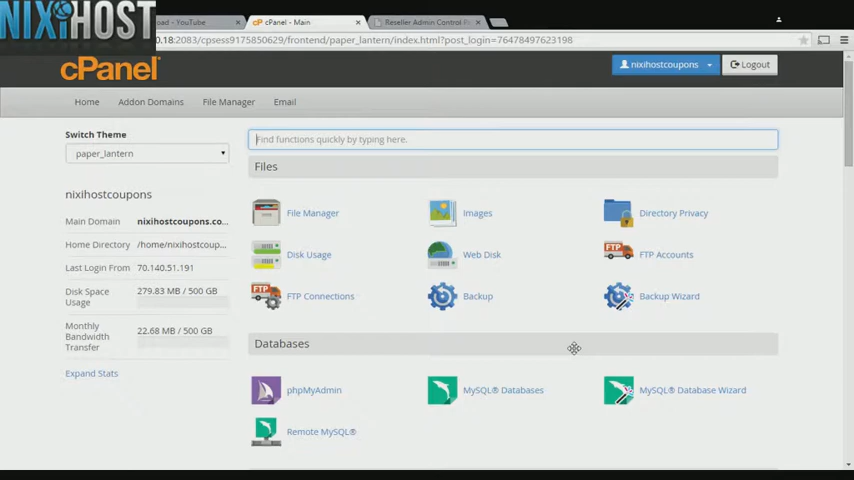 NIXIHOST
oad - YouTube
cPanel - Main
Reseller Admin Control P
0.18:2083/cpsess9175850629/frontend/paper_lantern/index.html?post_login=76478497623198
cPanel
nixihostcoupons
Logout
Home
Addon Domains
File Manager
Email
Switch Theme
paper_lantern
Find functions quickly by typing here.
Files
nixihostcoupons
File Manager
Images
Directory Privacy
Main Domain nixihostcoupons.co...
Home Directory /home/nixihostcoup...
Disk Usage
Web Disk
FTP Accounts
Last Login From 70.140.51.191
Disk Space Usage 279.83 MB / 500 GB
FTP Connections
Backup
Backup Wizard
Monthly Bandwidth Transfer 22.68 MB / 500 GB
Databases
Expand Stats
phpMyAdmin
MySQL® Databases
MySQL® Database Wizard
Remote MySQL®